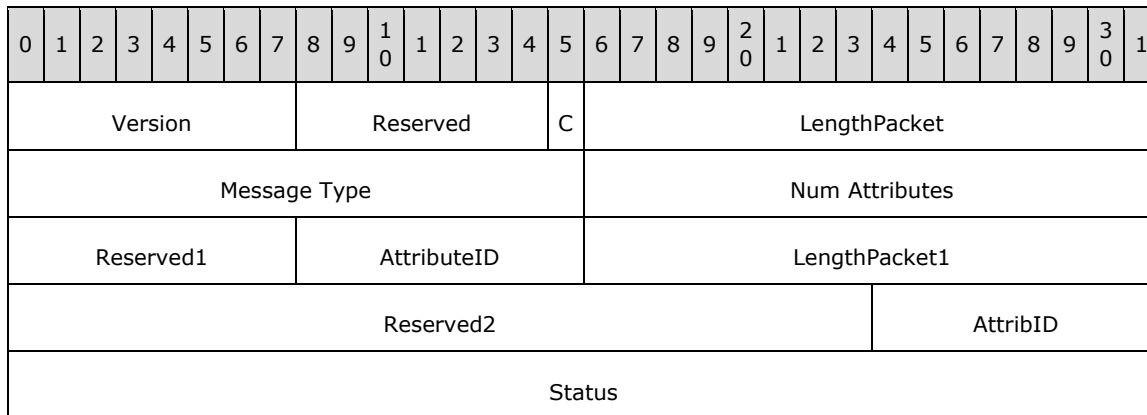 0 1 2 3 4 5 6 7 8 9 10 1 2 3 4 5 6 7 8 9 20 1 2 3 4 5 6 7 8 9 30 1
Version Reserved C LengthPacket
Message Type Num Attributes
Reserved1 AttributeID LengthPacket1
Reserved2 AttribID
Status